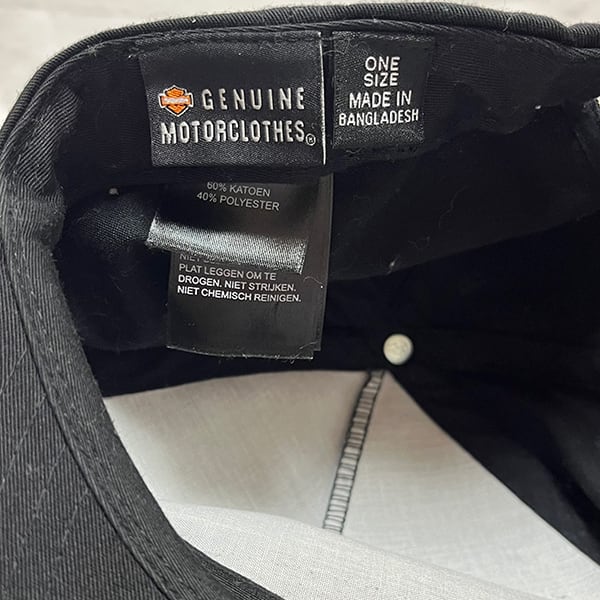 GENUINE
MOTORCLOTHES®
ONE
SIZE
MADE IN
BANGLADESH
60% KATOEN
40% POLYESTER
PLAT LEGGEN OM TE
DROGEN. NIET STRIJKEN.
NIET CHEMISCH REINIGEN.